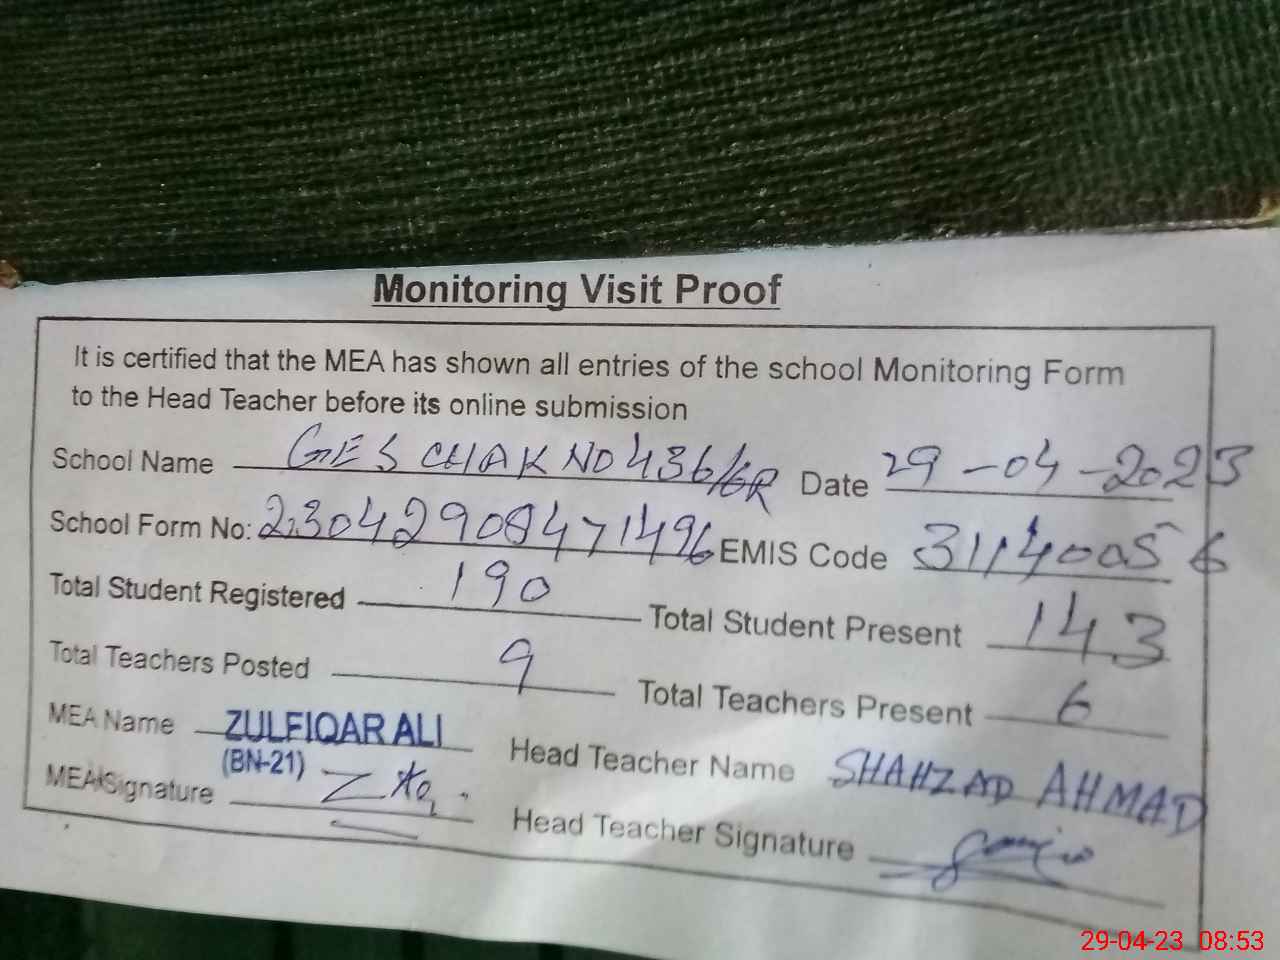 Monitoring Visit Proof
It is certified that the MEA has shown all entries of the school Monitoring Form
to the Head Teacher before its online submission
School Name GES CHAK NO 436/6R Date 29-04-2023
School Form No: 23042908471496 EMIS Code 31140056
Total Student Registered 190 Total Student Present 143
Total Teachers Posted 9 Total Teachers Present 6
MEA Name ZULFIQAR ALI Head Teacher Name SHAHZAD AHMAD
(BN-21)
MEA Signature Head Teacher Signature
29-04-23 08:53